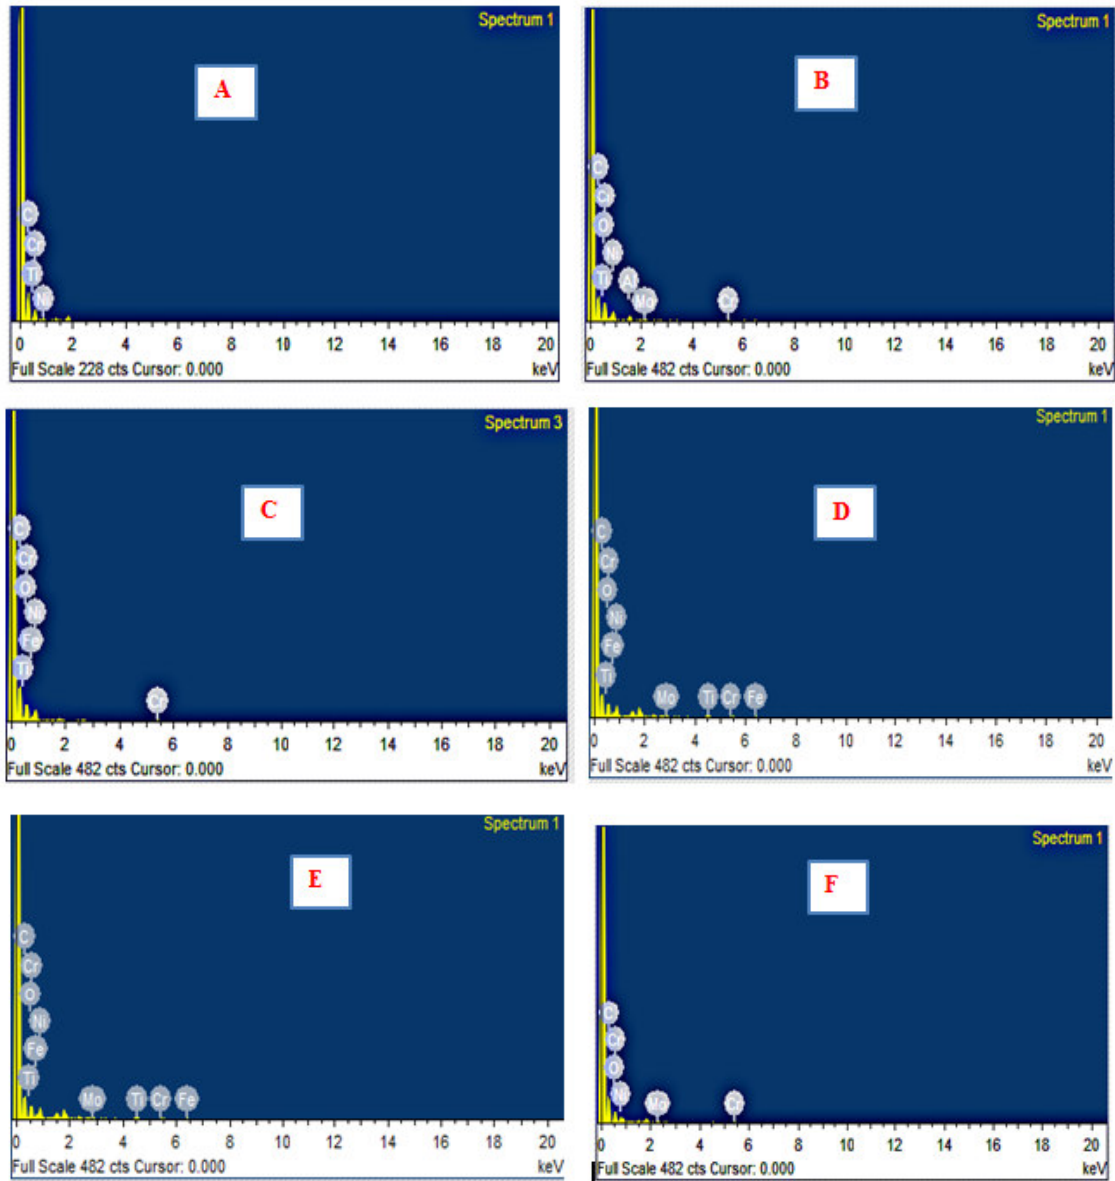 Spectrum 1
A
C
Cr
Ti
Ni
0 2 4 6 8 10 12 14 16 18 20
Full Scale 228 cts Cursor: 0.000 keV
Spectrum 1
B
C
Cr
O
Ni
Ti Al
Mo Cr
0 2 4 6 8 10 12 14 16 18 20
Full Scale 482 cts Cursor: 0.000 keV
Spectrum 3
C
C
Cr
O
Ni
Fe
Ti
Cr
0 2 4 6 8 10 12 14 16 18 20
Full Scale 482 cts Cursor: 0.000 keV
Spectrum 1
D
C
Cr
O
Ni
Fe
Ti
Mo Ti Cr Fe
0 2 4 6 8 10 12 14 16 18 20
Full Scale 482 cts Cursor: 0.000 keV
Spectrum 1
E
C
Cr
O
Ni
Fe
Ti
Mo Ti Cr Fe
0 2 4 6 8 10 12 14 16 18 20
Full Scale 482 cts Cursor: 0.000 keV
Spectrum 1
F
C
Cr
O
Ni
Mo Cr
0 2 4 6 8 10 12 14 16 18 20
Full Scale 482 cts Cursor: 0.000 keV